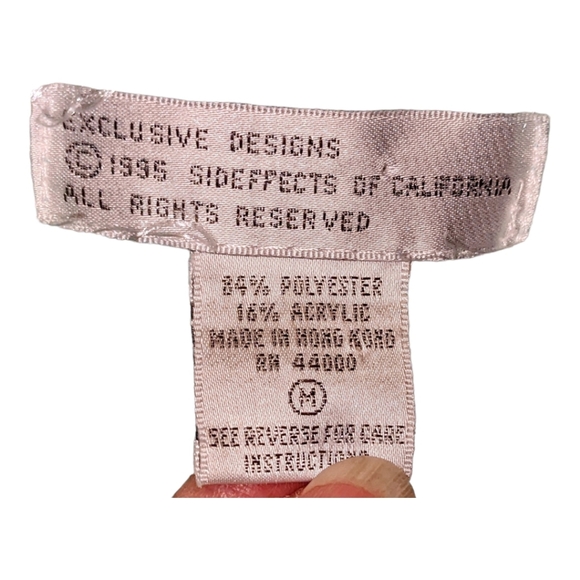 EXCLUSIVE DESIGNS
© 1995 SIDEFFECTS OF CALIFORNIA
ALL RIGHTS RESERVED
84% POLYESTER
16% ACRYLIC
MADE IN HONG KONG
RN 44000
M
SEE REVERSE FOR CARE
INSTRUCTIONS